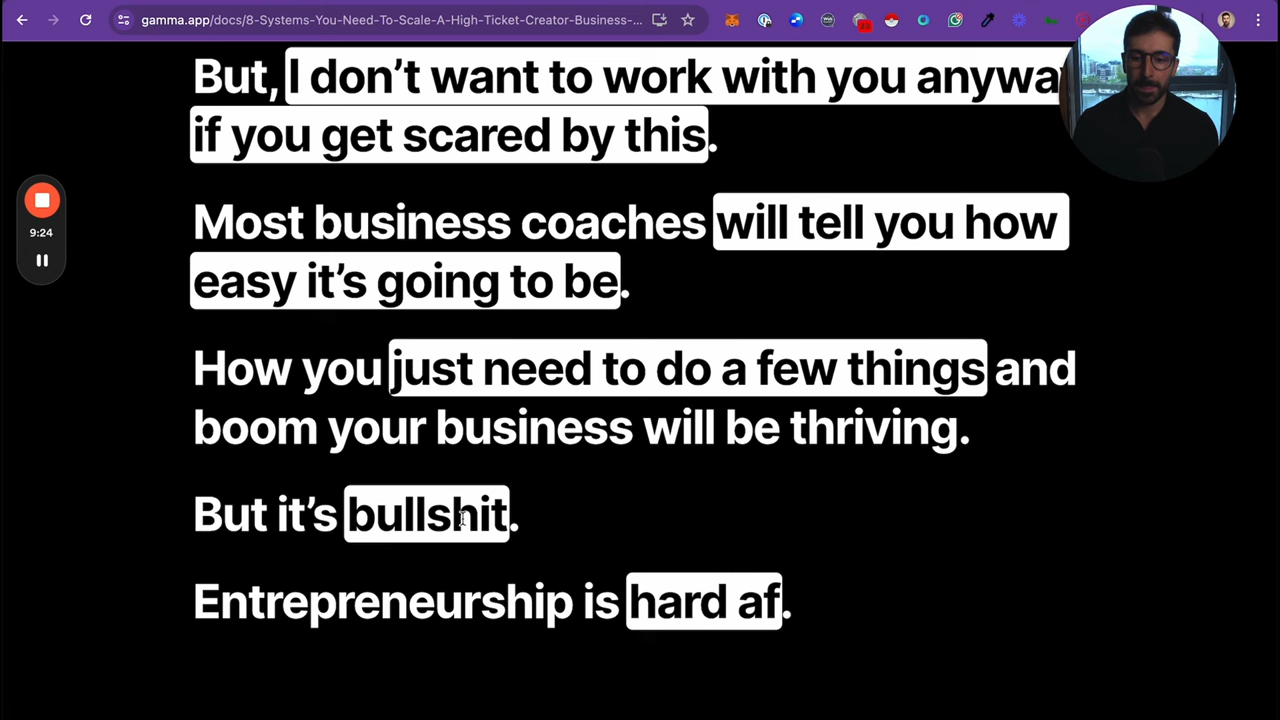 gamma.app/docs/8-Systems-You-Need-To-Scale-A-High-Ticket-Creator-Business-...
But, I don't want to work with you anyway
if you get scared by this.
9:24
Most business coaches will tell you how
easy it's going to be.
How you just need to do a few things and
boom your business will be thriving.
But it's bullshit.
Entrepreneurship is hard af.